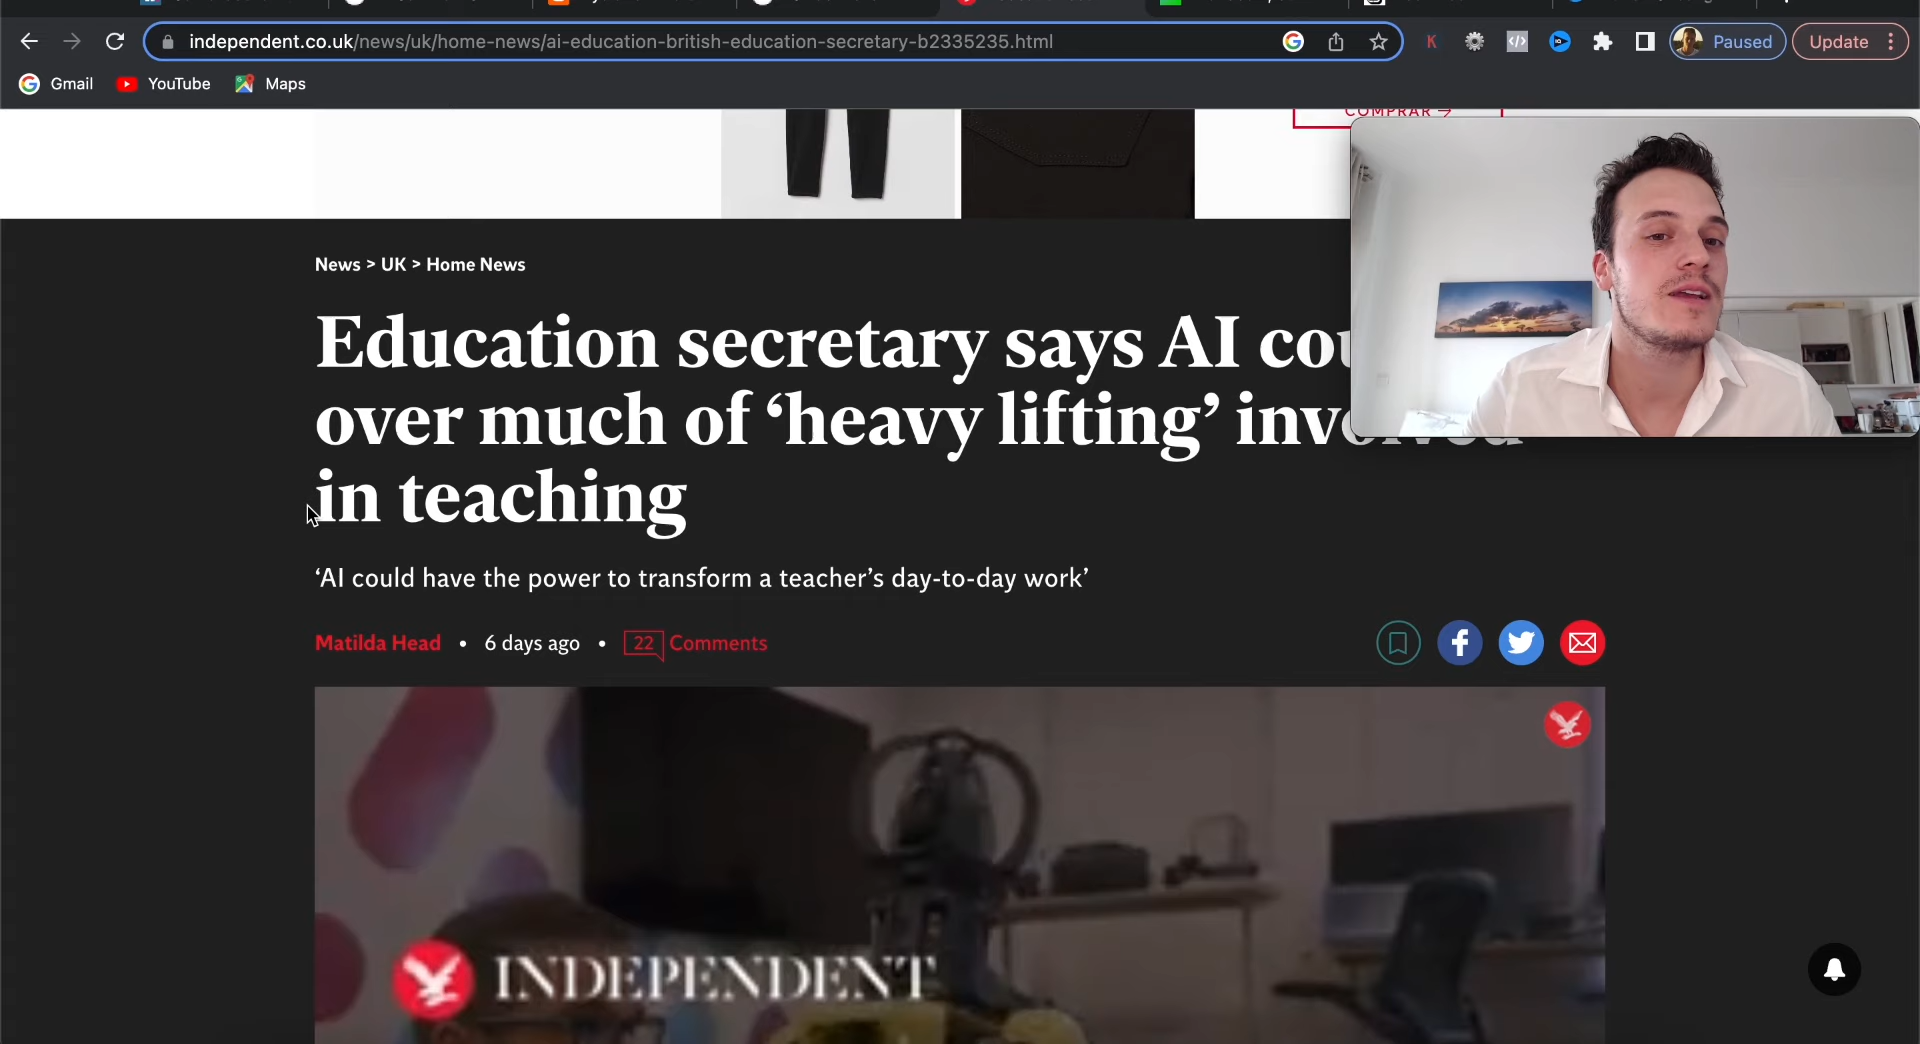 independent.co.uk/news/uk/home-news/ai-education-british-education-secretary-b2335235.html
K
Paused
Update
Gmail
YouTube
Maps
COMPRAR →
News > UK > Home News
Education secretary says AI cou
over much of ‘heavy lifting’ involved
in teaching
‘AI could have the power to transform a teacher’s day-to-day work’
Matilda Head • 6 days ago • 22 Comments
INDEPENDENT